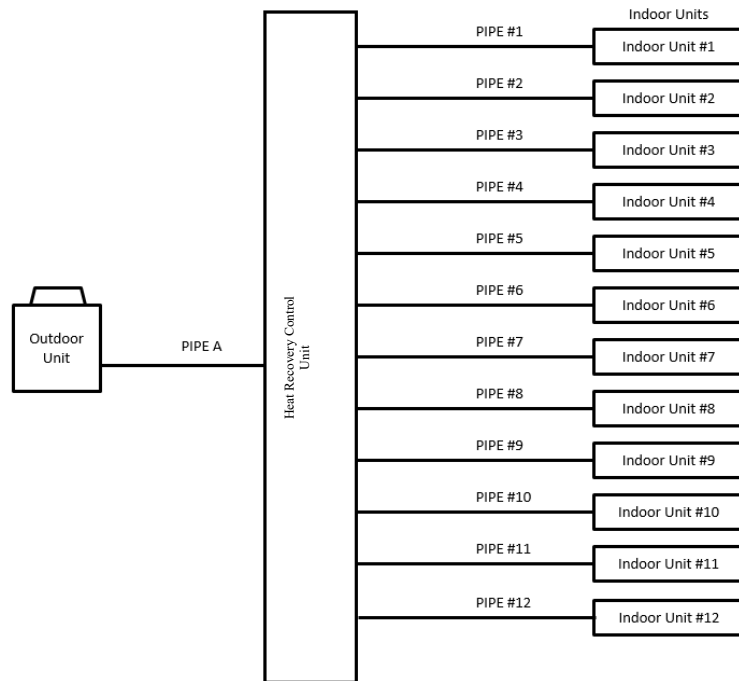 Indoor Units
PIPE #1
Indoor Unit #1
PIPE #2
Indoor Unit #2
PIPE #3
Indoor Unit #3
PIPE #4
Indoor Unit #4
PIPE #5
Indoor Unit #5
PIPE #6
Indoor Unit #6
Outdoor
Unit
PIPE A
Heat Recovery Control
Unit
PIPE #7
Indoor Unit #7
PIPE #8
Indoor Unit #8
PIPE #9
Indoor Unit #9
PIPE #10
Indoor Unit #10
PIPE #11
Indoor Unit #11
PIPE #12
Indoor Unit #12